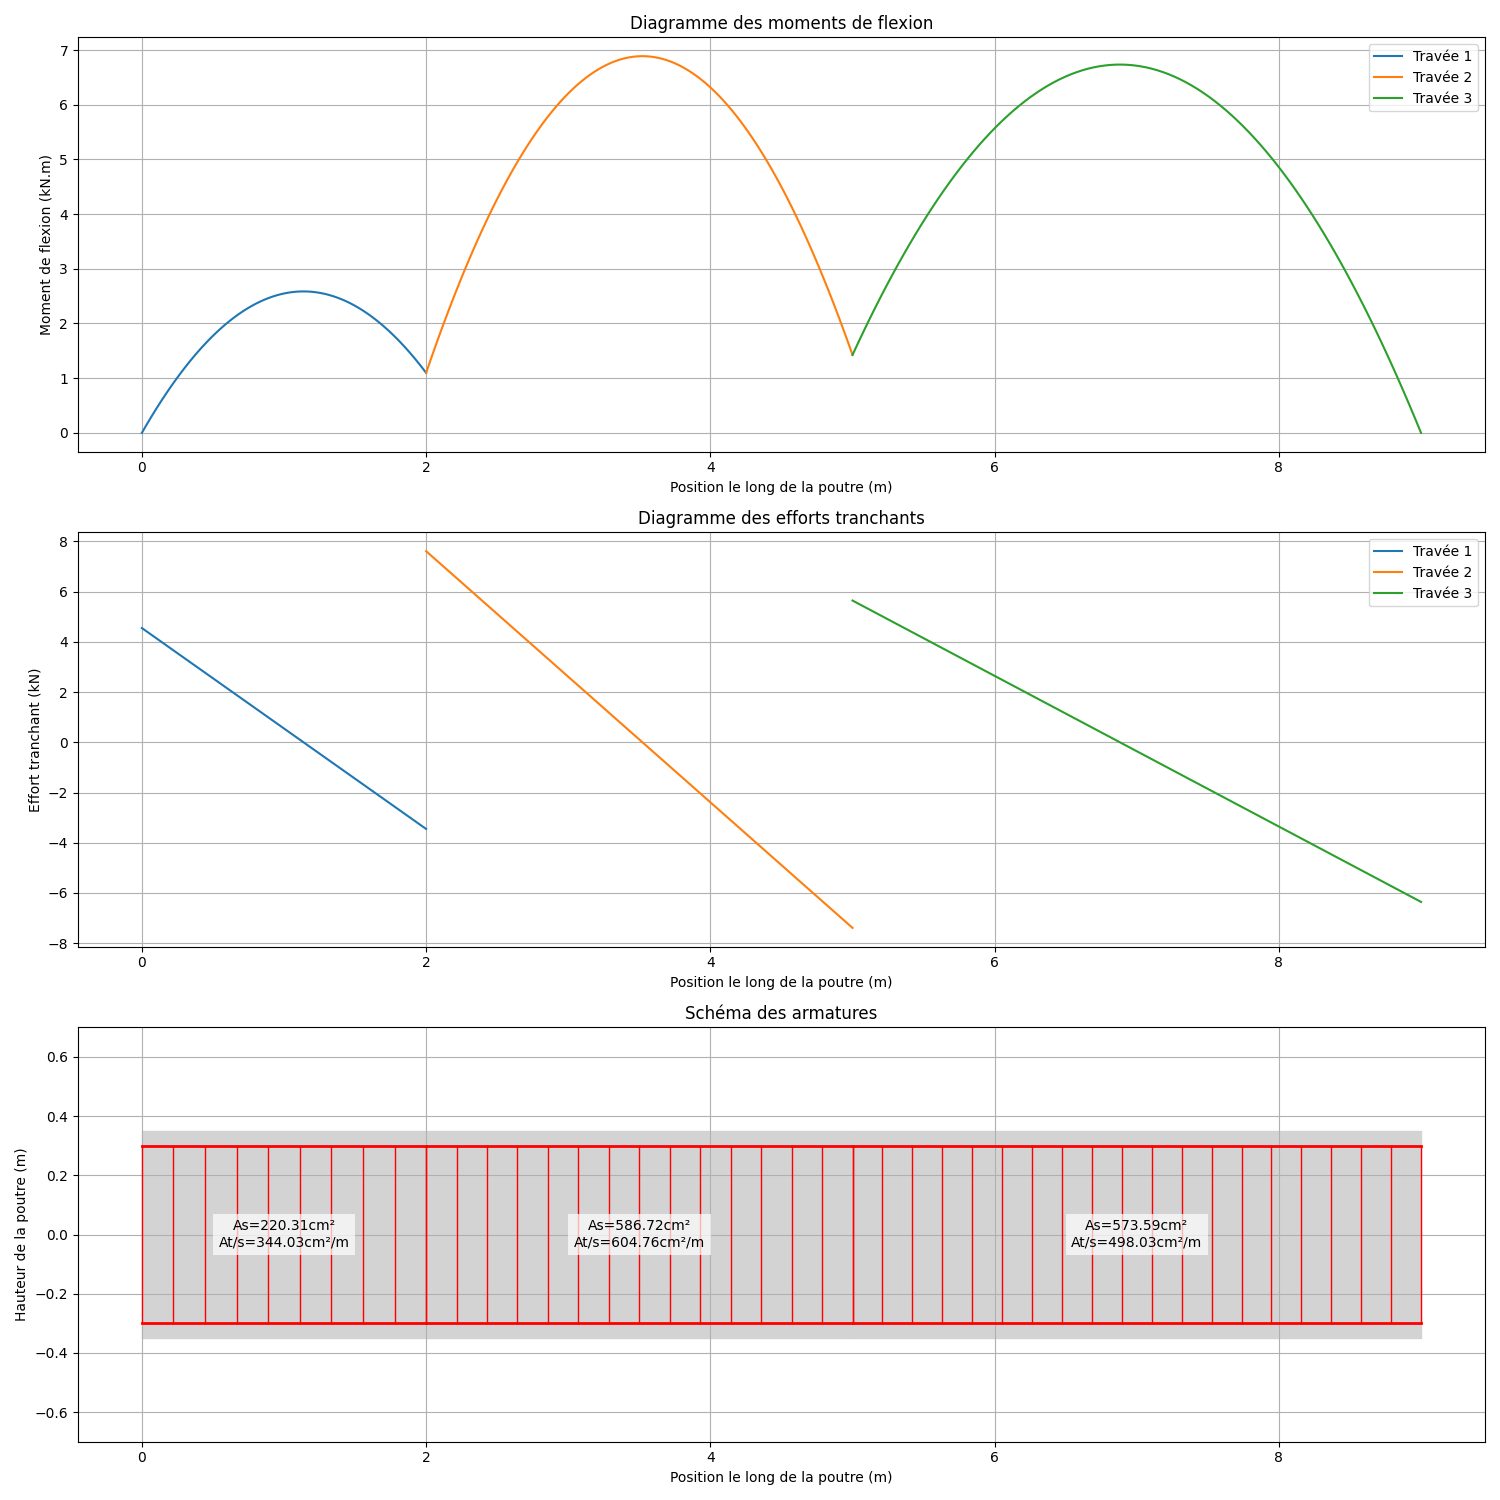 Diagramme des moments de flexion
7
6
5
4
3
2
1
0
Moment de flexion (kN.m)
Travée 1
Travée 2
Travée 3
0 2 4 6 8
Position le long de la poutre (m)
Diagramme des efforts tranchants
8
6
4
2
0
−2
−4
−6
−8
Effort tranchant (kN)
Travée 1
Travée 2
Travée 3
0 2 4 6 8
Position le long de la poutre (m)
Schéma des armatures
0.6
0.4
0.2
0.0
−0.2
−0.4
−0.6
Hauteur de la poutre (m)
As=220.31cm²
At/s=344.03cm²/m
As=586.72cm²
At/s=604.76cm²/m
As=573.59cm²
At/s=498.03cm²/m
0 2 4 6 8
Position le long de la poutre (m)